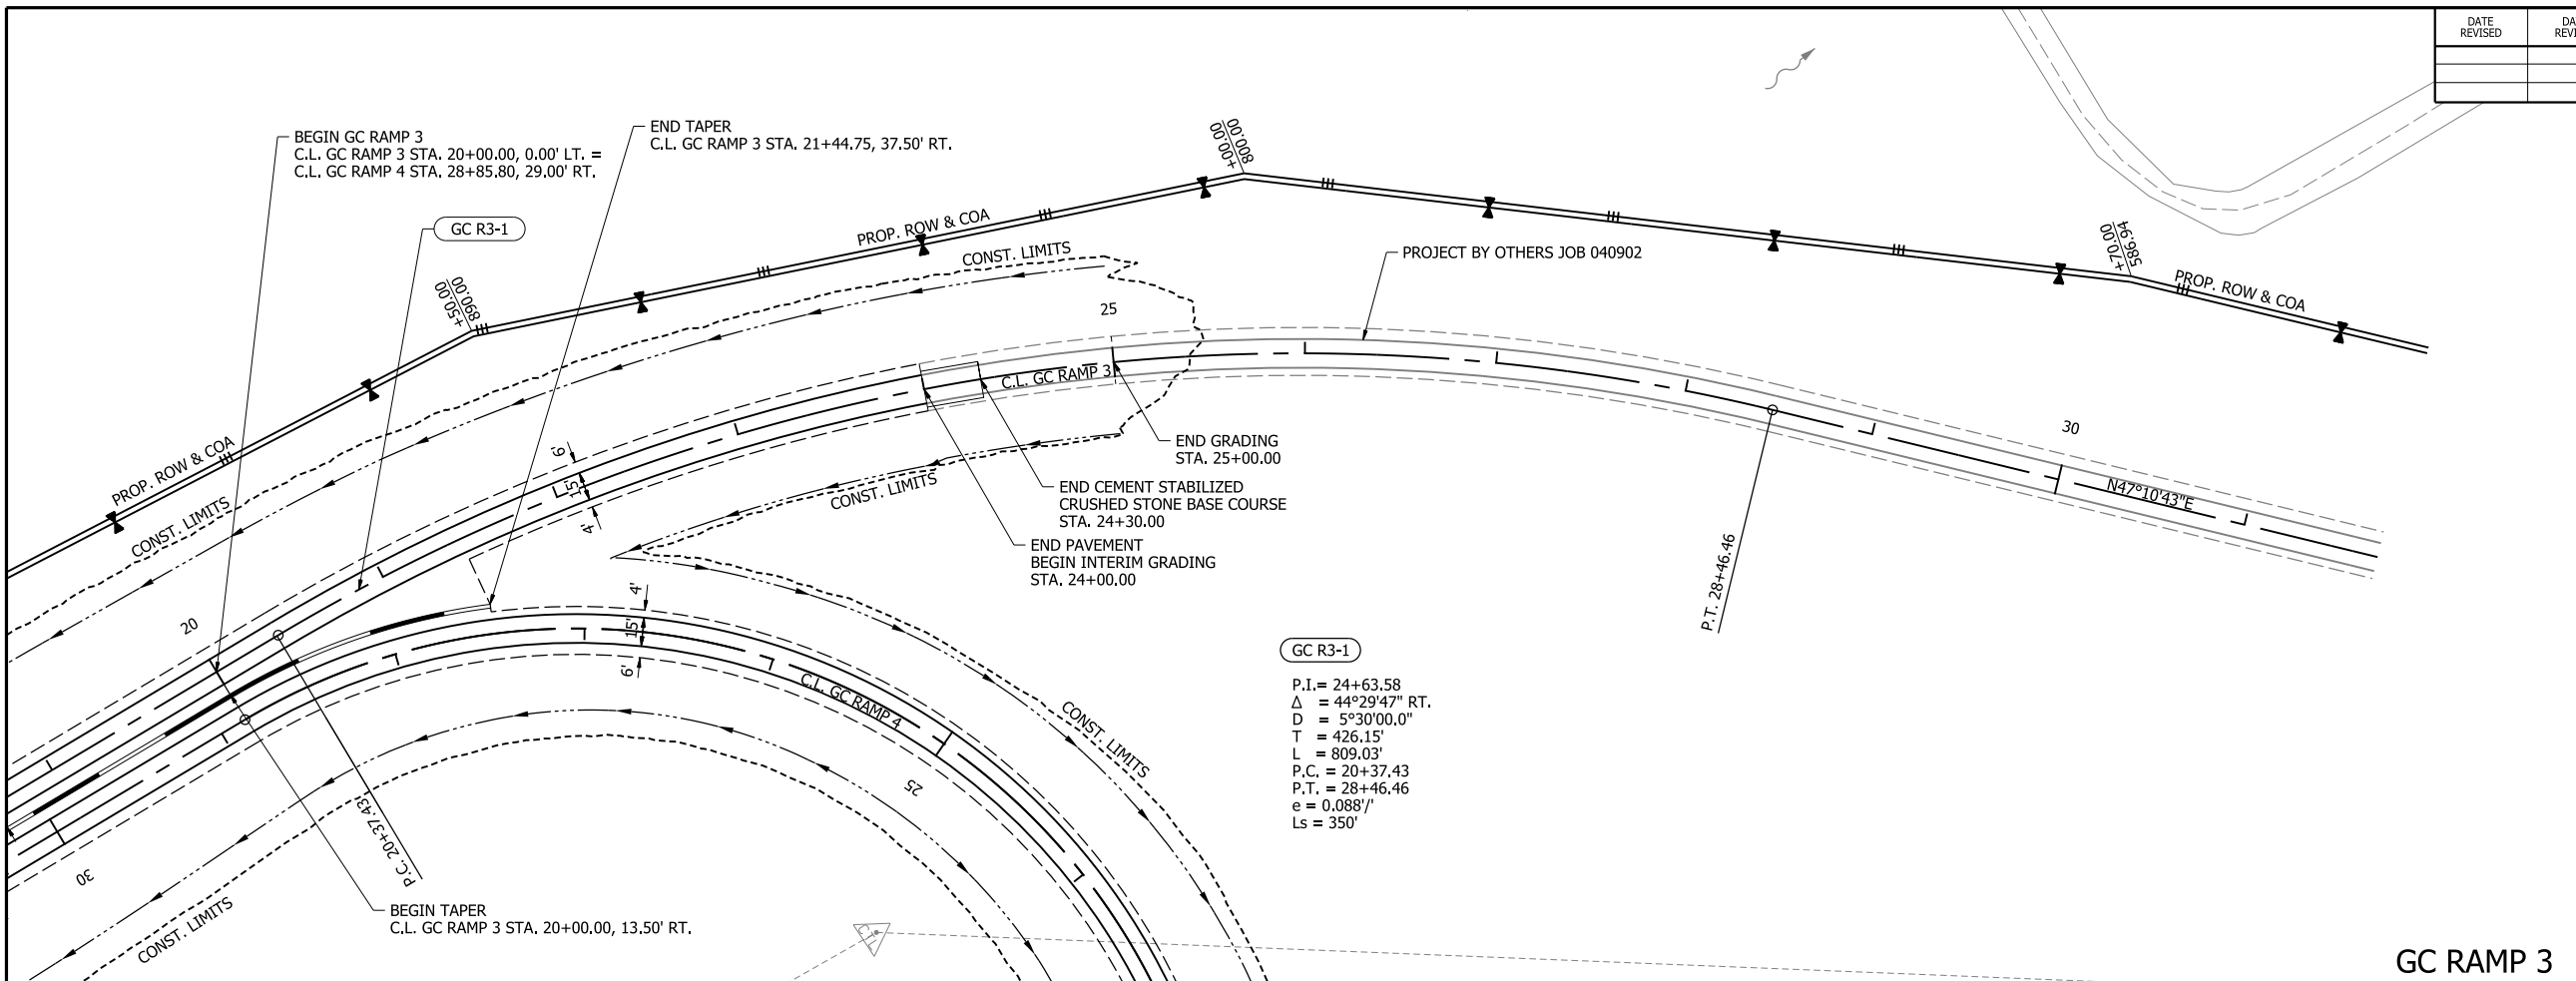 DATE
REVISED
DA
REVI
BEGIN GC RAMP 3
C.L. GC RAMP 3 STA. 20+00.00, 0.00' LT. =
C.L. GC RAMP 4 STA. 28+85.80, 29.00' RT.
END TAPER
C.L. GC RAMP 3 STA. 21+44.75, 37.50' RT.
GC R3-1
+50.00
890.00
+00.00
800.00
+70.00
586.94
PROP. ROW & COA
PROP. ROW & COA
PROP. ROW & COA
CONST. LIMITS
CONST. LIMITS
PROJECT BY OTHERS JOB 040902
25
C.L. GC RAMP 3
END GRADING
STA. 25+00.00
END CEMENT STABILIZED
CRUSHED STONE BASE COURSE
STA. 24+30.00
END PAVEMENT
BEGIN INTERIM GRADING
STA. 24+00.00
CONST. LIMITS
30
N47°10'43"E
P.T. 28+46.46
6'
15'
4'
20
4'
15'
6'
C.L. GC RAMP 4
CONST. LIMITS
25
P.C. 20+37.43
30
CONST. LIMITS
BEGIN TAPER
C.L. GC RAMP 3 STA. 20+00.00, 13.50' RT.
GC R3-1
P.I.= 24+63.58
Δ = 44°29'47" RT.
D = 5°30'00.0"
T = 426.15'
L = 809.03'
P.C. = 20+37.43
P.T. = 28+46.46
e = 0.088'/'
Ls = 350'
GC RAMP 3